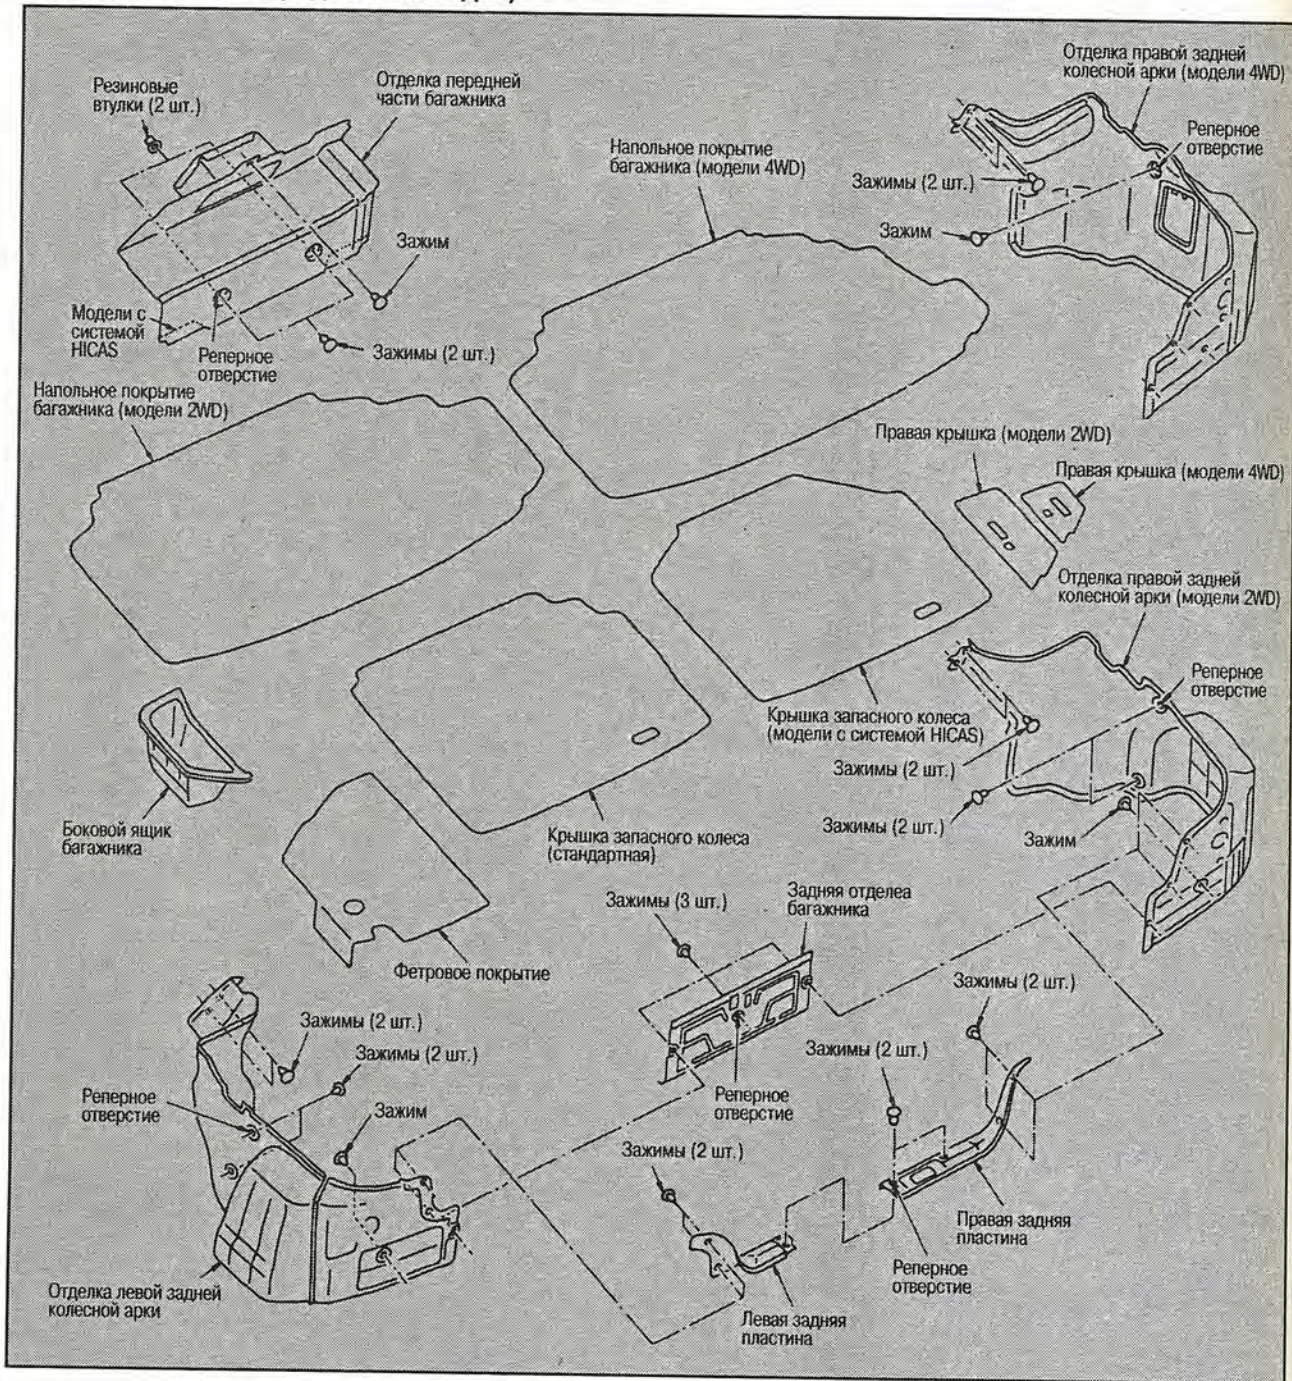 Резиновые
втулки (2 шт.)
Отделка передней
части багажника
Отделка правой задней
колесной арки (модели 4WD)
Реперное
отверстие
Напольное покрытие
багажника (модели 4WD)
Зажимы (2 шт.)
Зажим
Зажим
Модели с
системой
HICAS
Реперное
отверстие
Зажимы (2 шт.)
Напольное покрытие
багажника (модели 2WD)
Правая крышка (модели 2WD)
Правая крышка (модели 4WD)
Отделка правой задней
колесной арки (модели 2WD)
Реперное
отверстие
Крышка запасного колеса
(модели с системой HICAS)
Зажимы (2 шт.)
Зажимы (2 шт.)
Зажим
Боковой ящик
багажника
Крышка запасного колеса
(стандартная)
Зажимы (3 шт.)
Задняя отделеа
багажника
Фетровое покрытие
Зажимы (2 шт.)
Зажимы (2 шт.)
Зажимы (2 шт.)
Зажимы (2 шт.)
Реперное
отверстие
Зажим
Реперное
отверстие
Зажимы (2 шт.)
Правая задняя
пластина
Реперное
отверстие
Отделка левой задней
колесной арки
Левая задняя
пластина